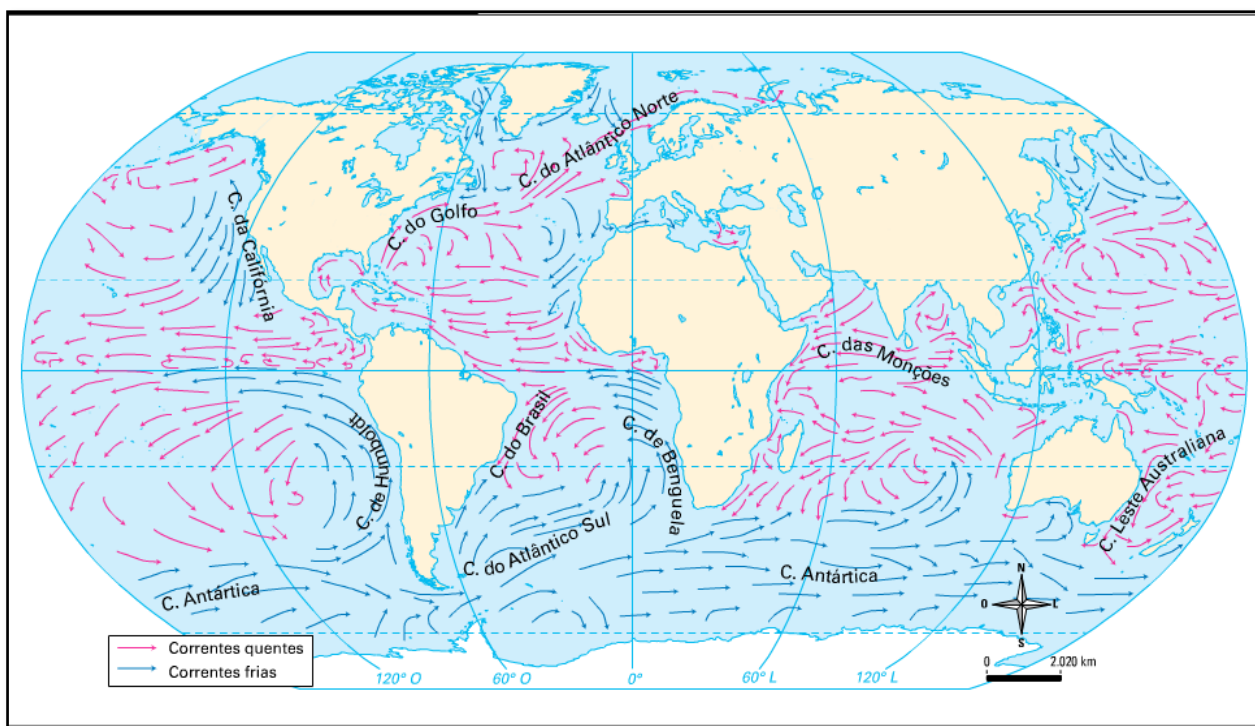 C. do Atlântico Norte
C. da Califórnia
C. do Golfo
C. das Monções
C. de Humboldt
C. do Brasil
C. de Benguela
C. Leste Australiana
C. do Atlântico Sul
C. Antártica
C. Antártica
N
O
L
S
Correntes quentes
Correntes frias
0
2.020 km
120° O
60° O
0°
60° L
120° L